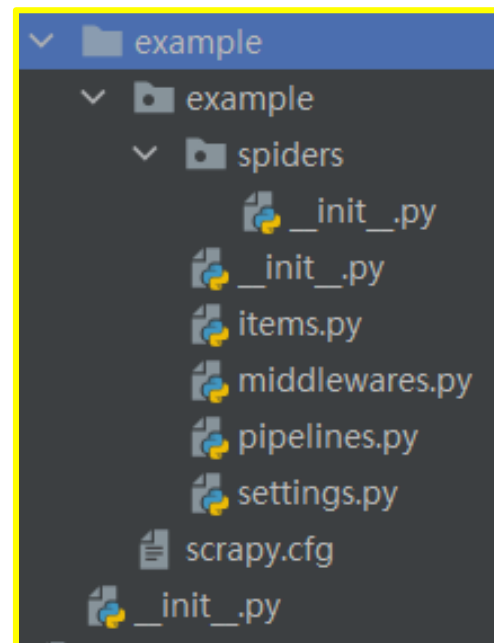 example
example
spiders
__init__.py
__init__.py
items.py
middlewares.py
pipelines.py
settings.py
scrapy.cfg
__init__.py